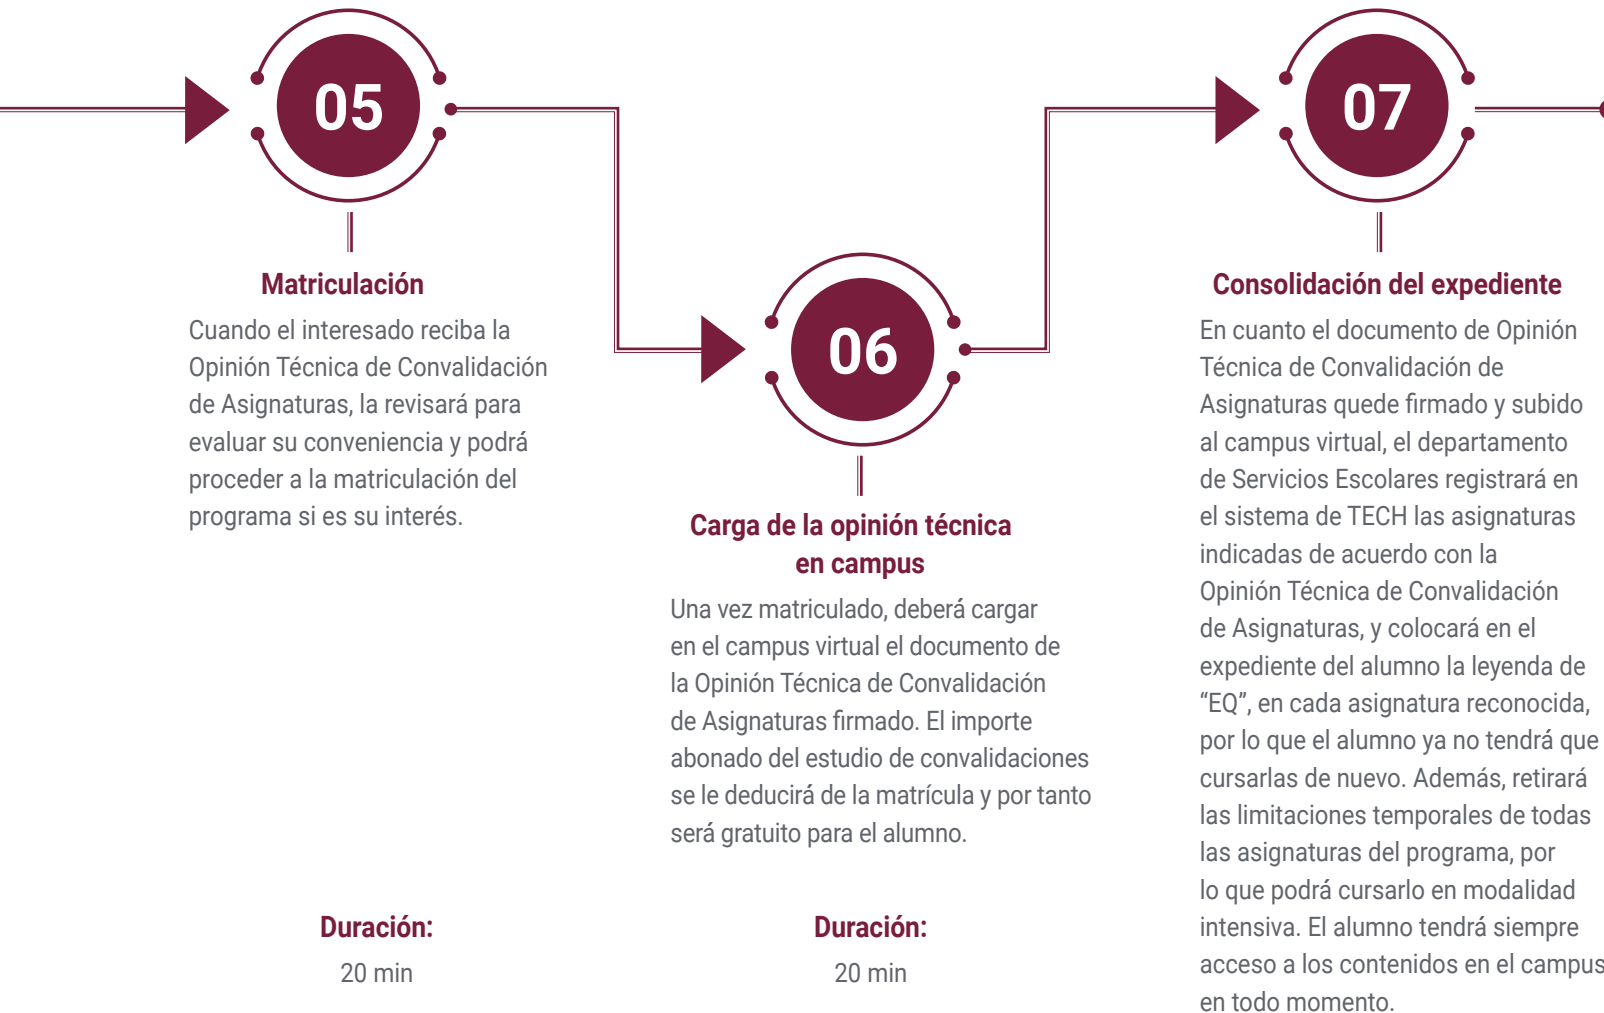 05
Matriculación
Cuando el interesado reciba la
Opinión Técnica de Convalidación
de Asignaturas, la revisará para
evaluar su conveniencia y podrá
proceder a la matriculación del
programa si es su interés.
Duración:
20 min
06
Carga de la opinión técnica
en campus
Una vez matriculado, deberá cargar
en el campus virtual el documento de
la Opinión Técnica de Convalidación
de Asignaturas firmado. El importe
abonado del estudio de convalidaciones
se le deducirá de la matrícula y por tanto
será gratuito para el alumno.
Duración:
20 min
07
Consolidación del expediente
En cuanto el documento de Opinión
Técnica de Convalidación de
Asignaturas quede firmado y subido
al campus virtual, el departamento
de Servicios Escolares registrará en
el sistema de TECH las asignaturas
indicadas de acuerdo con la
Opinión Técnica de Convalidación
de Asignaturas, y colocará en el
expediente del alumno la leyenda de
“EQ”, en cada asignatura reconocida,
por lo que el alumno ya no tendrá que
cursarlas de nuevo. Además, retirará
las limitaciones temporales de todas
las asignaturas del programa, por
lo que podrá cursarlo en modalidad
intensiva. El alumno tendrá siempre
acceso a los contenidos en el campus
en todo momento.